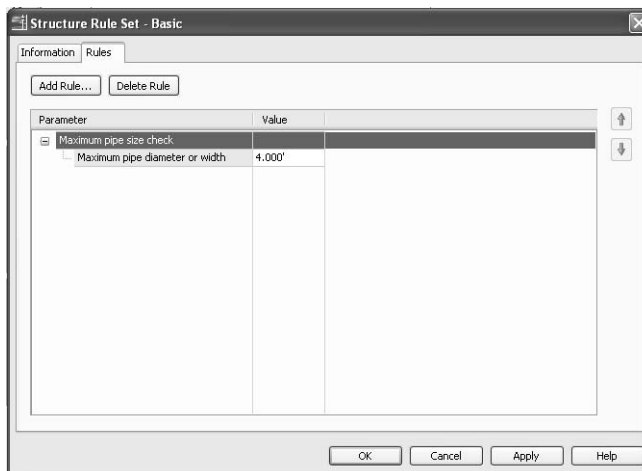 Structure Rule Set - Basic
Information Rules
Add Rule... Delete Rule
Parameter Value
Maximum pipe size check
Maximum pipe diameter or width 4.000'
OK Cancel Apply Help